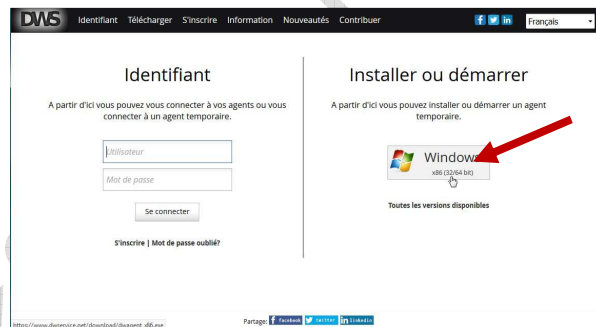 DWS Identifiant Télécharger S'inscrire Information Nouveautés Contribuer f in Français
Identifiant
A partir d'ici vous pouvez vous connecter à vos agents ou vous
connecter à un agent temporaire.
Utilisateur
Mot de passe
Se connecter
S'inscrire | Mot de passe oublié?
Installer ou démarrer
A partir d'ici vous pouvez installer ou démarrer un agent
temporaire.
Windows
x86 (32/64 bit)
Toutes les versions disponibles
Partage: facebook twitter linkedin
https://www.dwservice.net/download/dwagent_x86.exe